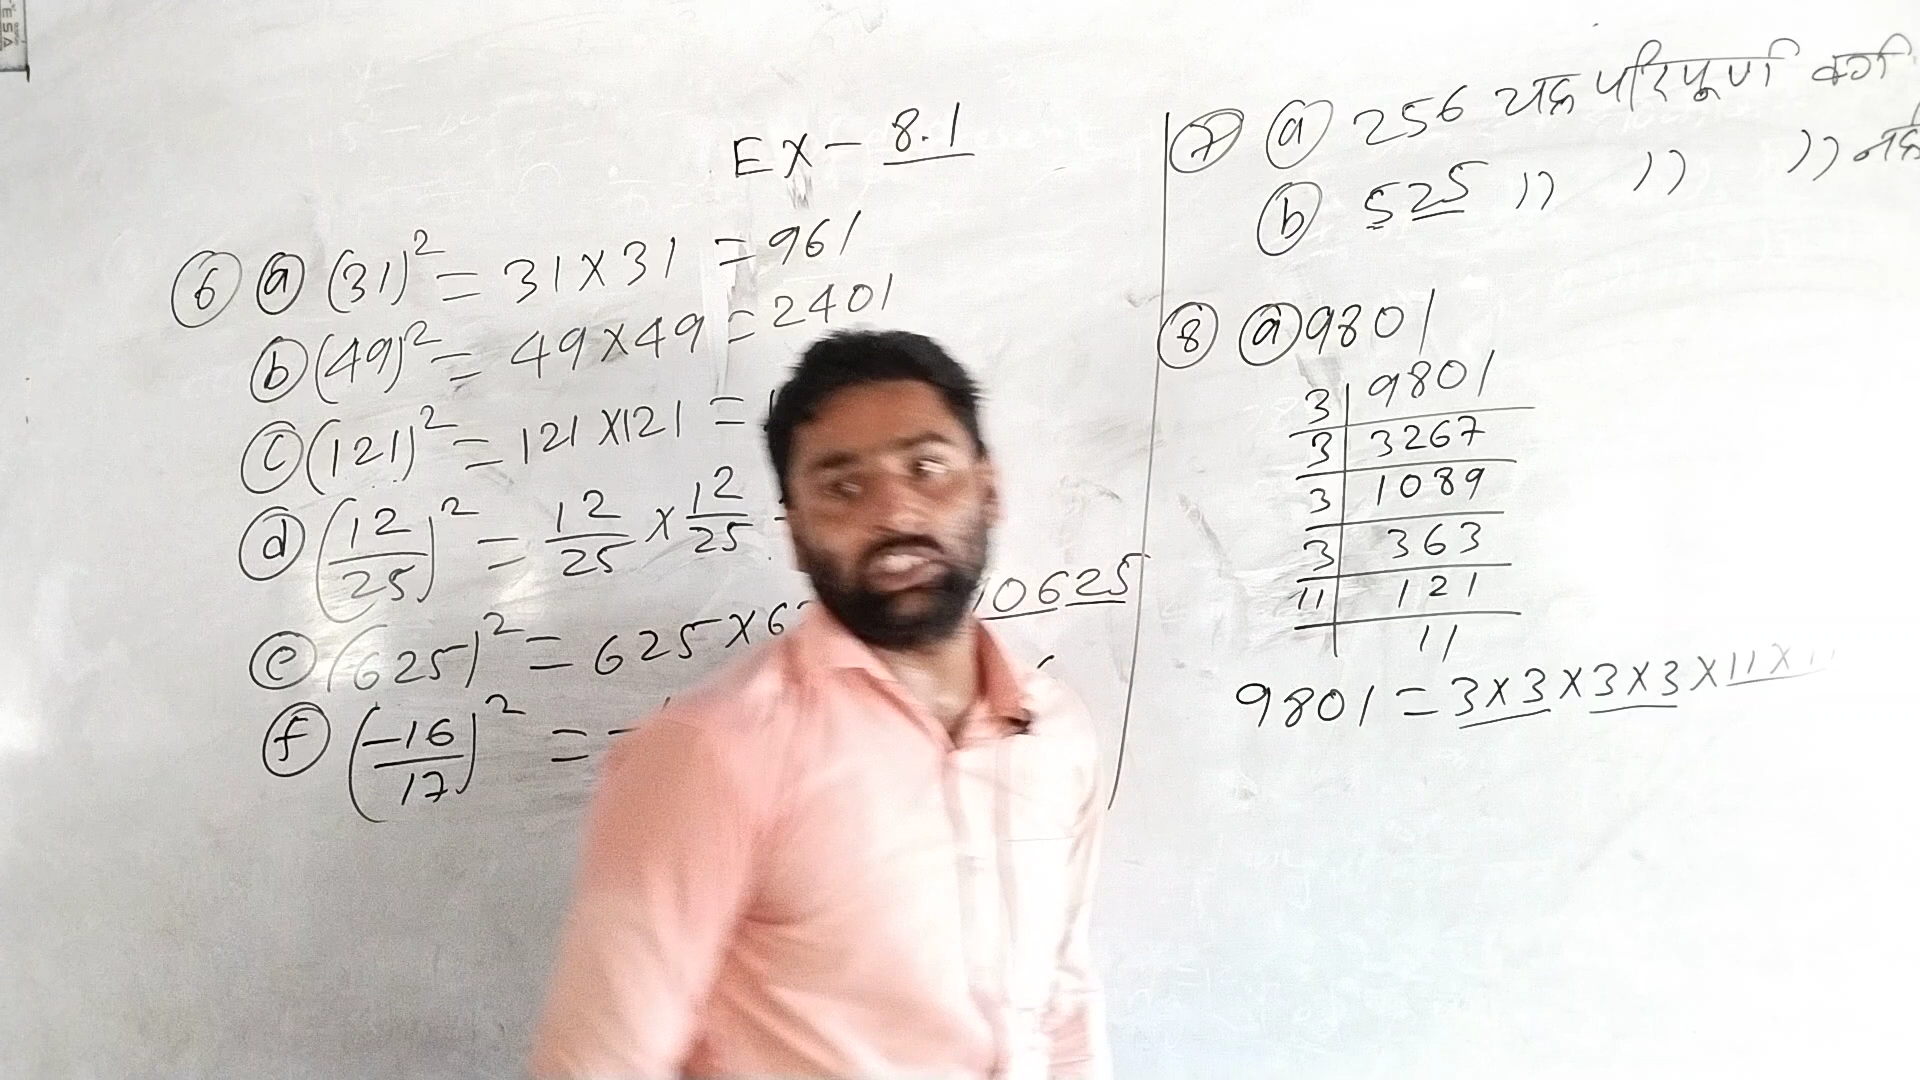 EX - 8.1
6 a (31)² = 31 × 31 = 961
b (49)² = 49 × 49 = 2401
c (121)² = 121 × 121 =
d (12/25)² = 12/25 × 12/25
e (625)² = 625 × 6 0625
f (-16/17)² = -
7 a 256 यह परिपूर्ण वर्ग
b 525 ,, ,, ,,
8 a 9801
3 | 9801
3 | 3267
3 | 1089
3 | 363
11 | 121
11
9801 = 3 × 3 × 3 × 3 × 11 ×